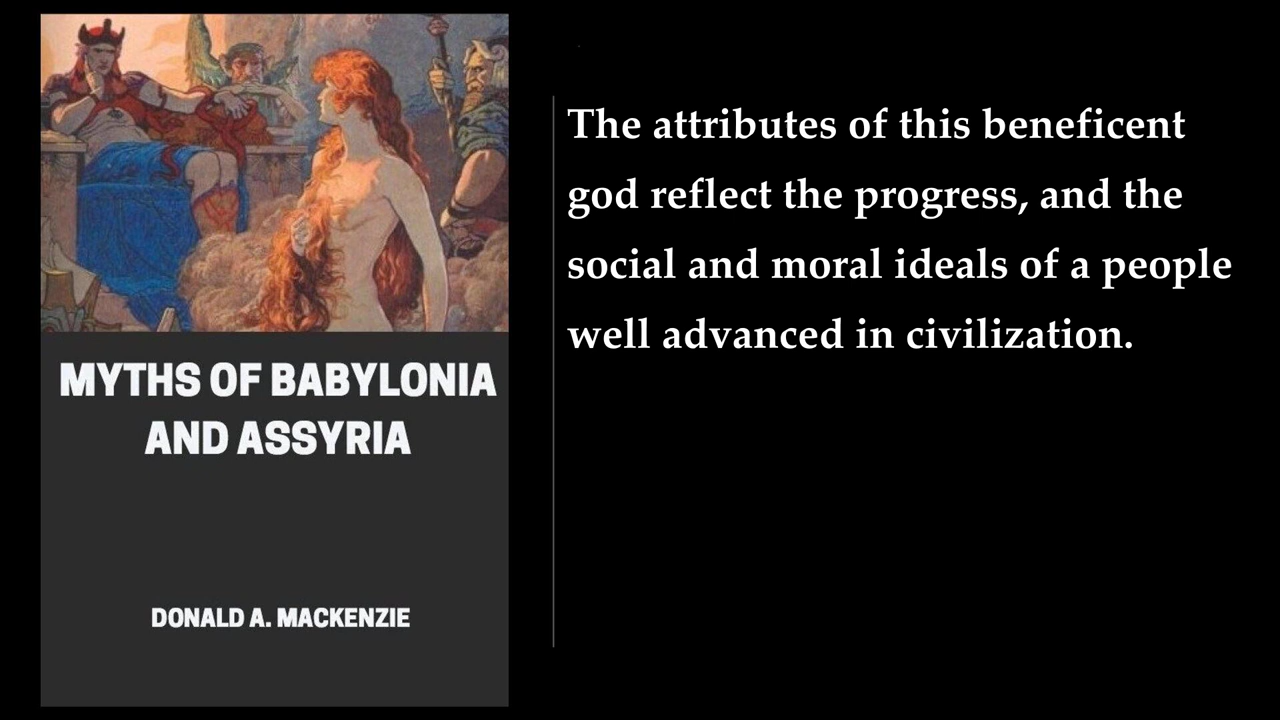 MYTHS OF BABYLONIA
AND ASSYRIA
DONALD A. MACKENZIE
The attributes of this beneficent
god reflect the progress, and the
social and moral ideals of a people
well advanced in civilization.